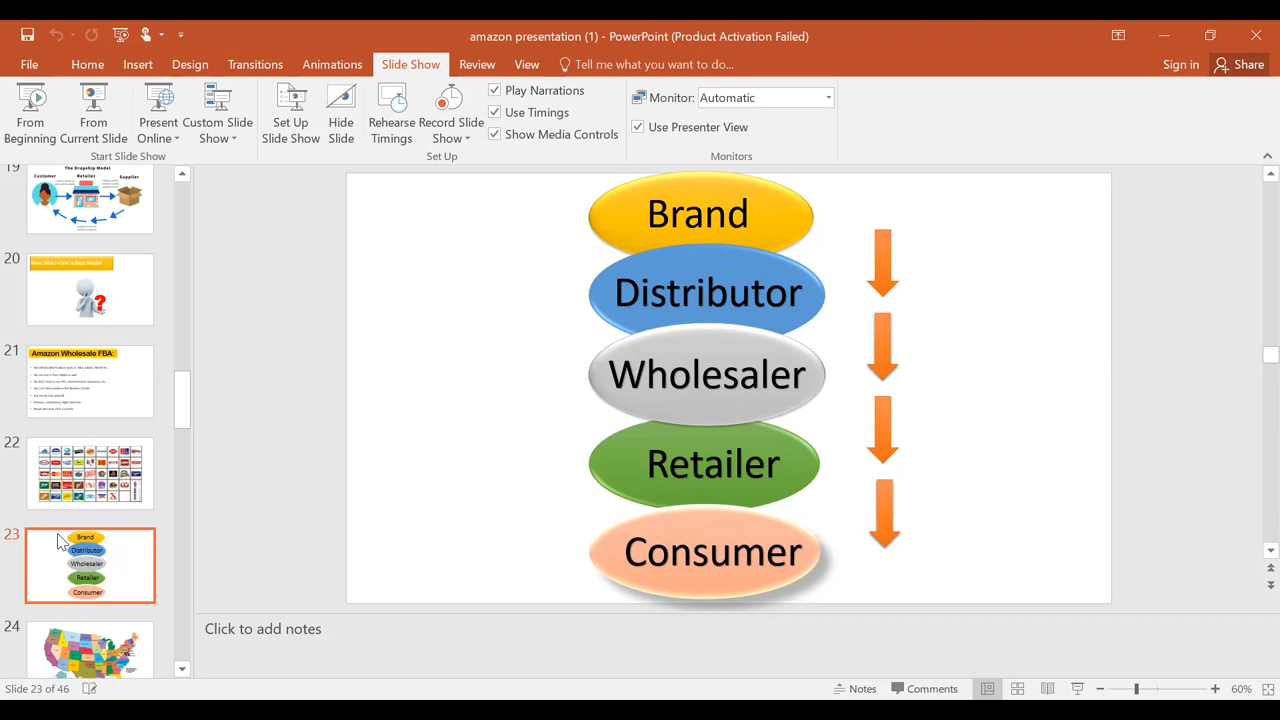 amazon presentation (1) - PowerPoint (Product Activation Failed)
File Home Insert Design Transitions Animations Slide Show Review View Tell me what you want to do... Sign in Share
From Beginning
From Current Slide
Present Online
Custom Slide Show
Set Up Slide Show
Hide Slide
Rehearse Timings
Record Slide Show
Play Narrations
Use Timings
Show Media Controls
Monitor: Automatic
Use Presenter View
Start Slide Show
Set Up
Monitors
19
The Dropship Model
Customer Retailer Supplier
20
Now Which One is Best Model
?
21
Amazon Wholesale FBA:
22
23
Brand
Distributor
Wholesaler
Retailer
Consumer
24
Brand
Distributor
Wholesaler
Retailer
Consumer
Click to add notes
Slide 23 of 46
Notes
Comments
60%